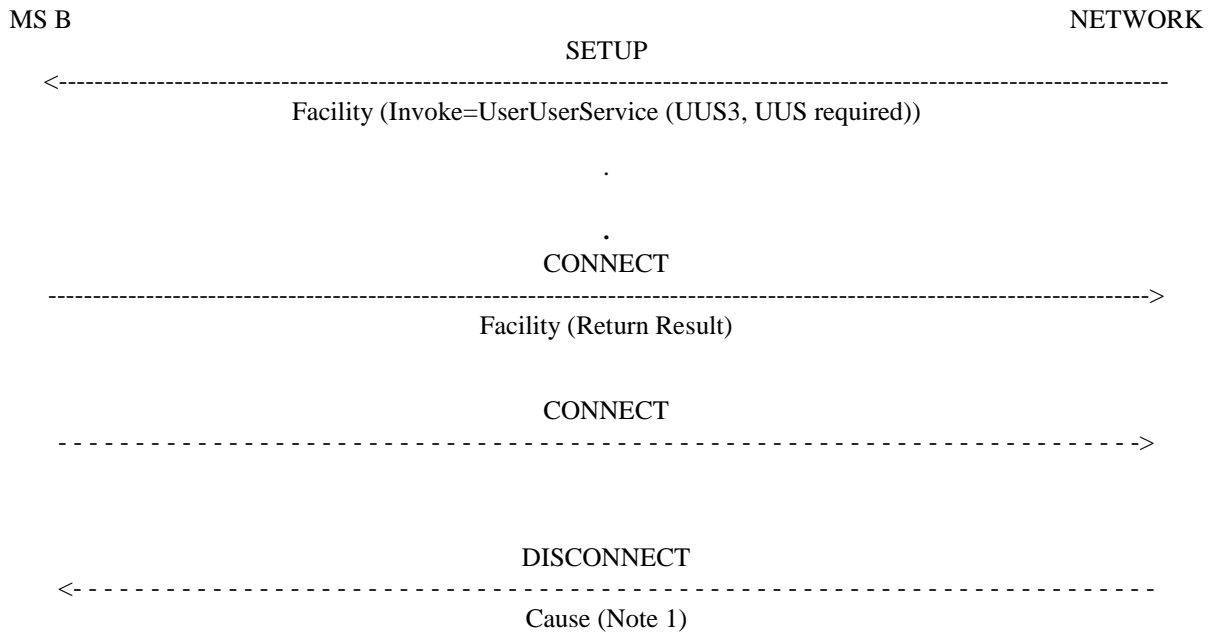 MS B NETWORK
SETUP
<------------------------------------------------------------------------------------------------------------------------------
Facility (Invoke=UserUserService (UUS3, UUS required))
.
.
CONNECT
------------------------------------------------------------------------------------------------------------------------------>
Facility (Return Result)
CONNECT
- - - - - - - - - - - - - - - - - - - - - - - - - - - - - - - - - - - - - - - - - - - - - - - - - - - - - - - - - - - - - - - - - - - - - ->
DISCONNECT
<- - - - - - - - - - - - - - - - - - - - - - - - - - - - - - - - - - - - - - - - - - - - - - - - - - - - - - - - - - - - - - - - - - - - - -
Cause (Note 1)